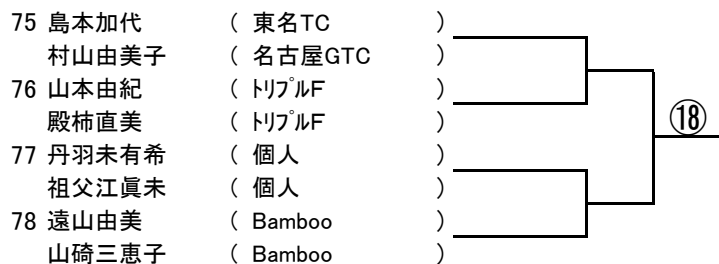 75 島本加代 ( 東名TC )
村山由美子 ( 名古屋GTC )
76 山本由紀 ( ﾄﾘﾌﾟﾙF )
殿柿直美 ( ﾄﾘﾌﾟﾙF )
⑱
77 丹羽未有希 ( 個人 )
祖父江眞未 ( 個人 )
78 遠山由美 ( Bamboo )
山碕三恵子 ( Bamboo )